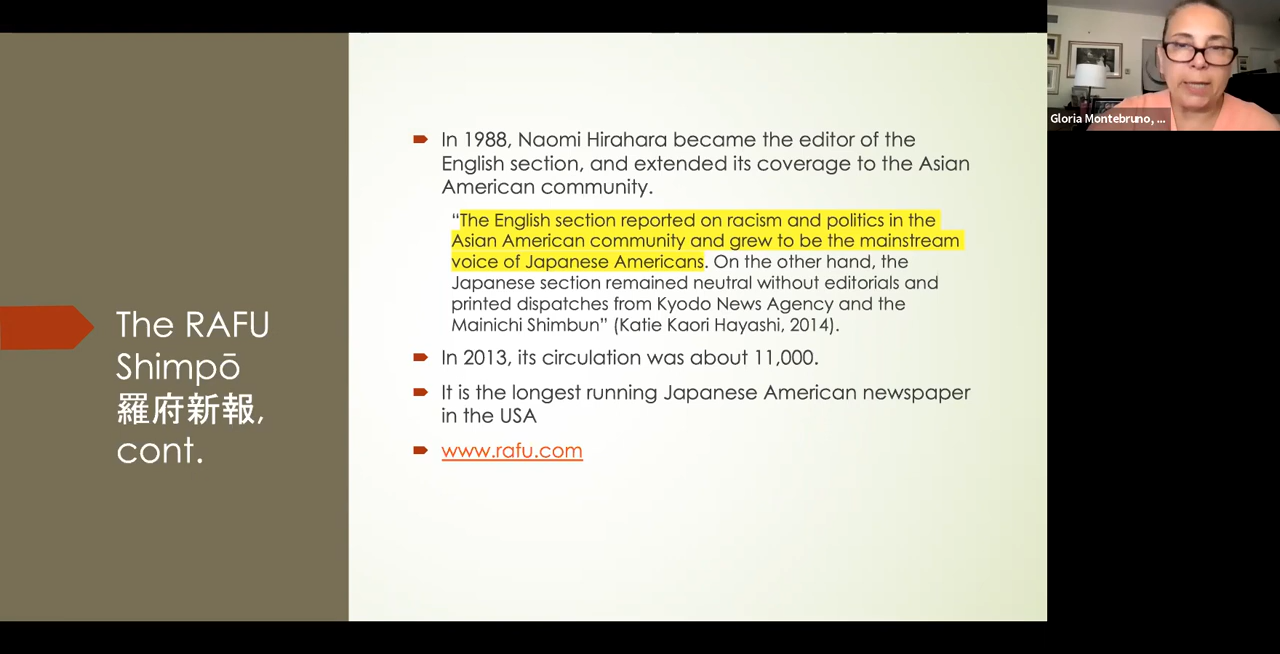 The RAFU
Shimpō
羅府新報,
cont.
In 1988, Naomi Hirahara became the editor of the
English section, and extended its coverage to the Asian
American community.
“The English section reported on racism and politics in the
Asian American community and grew to be the mainstream
voice of Japanese Americans. On the other hand, the
Japanese section remained neutral without editorials and
printed dispatches from Kyodo News Agency and the
Mainichi Shimbun” (Katie Kaori Hayashi, 2014).
In 2013, its circulation was about 11,000.
It is the longest running Japanese American newspaper
in the USA
www.rafu.com
Gloria Montebruno, ...